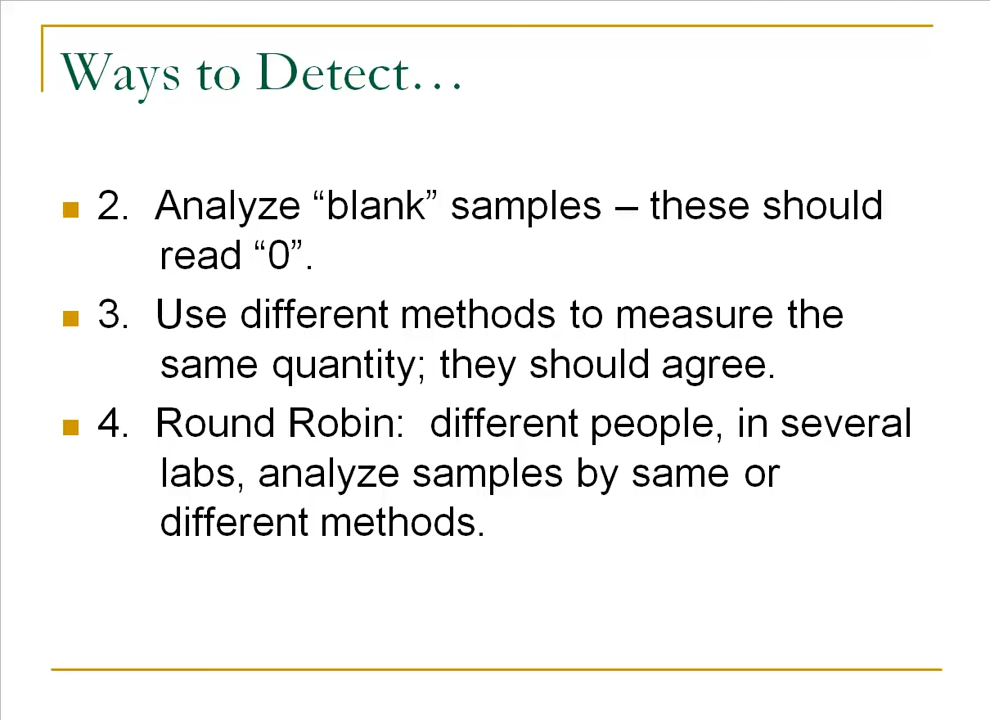 Ways to Detect…
2. Analyze “blank” samples – these should
read “0”.
3. Use different methods to measure the
same quantity; they should agree.
4. Round Robin: different people, in several
labs, analyze samples by same or
different methods.